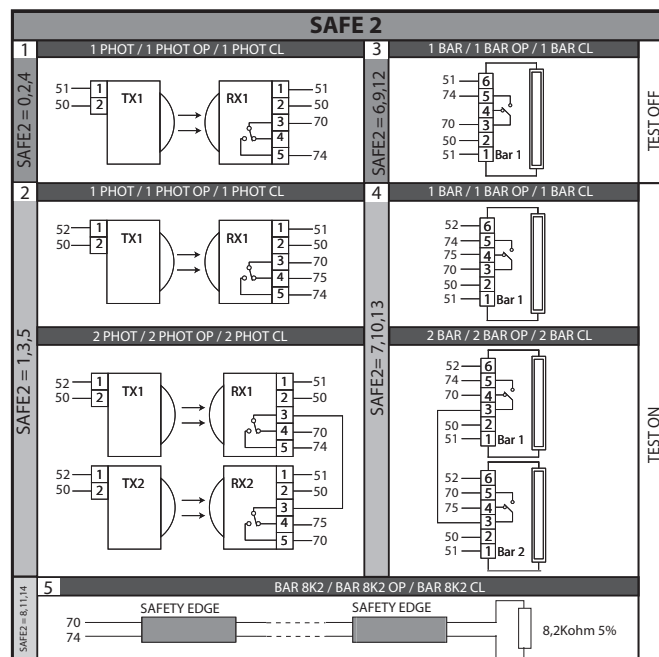 SAFE 2
1
1 PHOT / 1 PHOT OP / 1 PHOT CL
SAFE2 = 0,2,4
51 1
50 2
TX1
RX1
1 51
2 50
3 70
4
5 74
3
1 BAR / 1 BAR OP / 1 BAR CL
SAFE2 = 6,9,12
51 6
74 5
4
70 3
50 2
51 1 Bar 1
TEST OFF
2
1 PHOT / 1 PHOT OP / 1 PHOT CL
SAFE2 = 1,3,5
52 1
50 2
TX1
RX1
1 51
2 50
3 70
4 75
5 74
2 PHOT / 2 PHOT OP / 2 PHOT CL
52 1
50 2
TX1
RX1
1 51
2 50
3
4 70
5 74
52 1
50 2
TX2
RX2
1 51
2 50
3
4 75
5 70
4
1 BAR / 1 BAR OP / 1 BAR CL
SAFE2= 7,10,13
52 6
74 5
75 4
70 3
50 2
51 1 Bar 1
2 BAR / 2 BAR OP / 2 BAR CL
52 6
74 5
70 4
3
50 2
51 1 Bar 1
52 6
70 5
75 4
3
50 2
51 1 Bar 2
TEST ON
5
BAR 8K2 / BAR 8K2 OP / BAR 8K2 CL
SAFE2 = 8,11,14
SAFETY EDGE SAFETY EDGE
70
74
8,2Kohm 5%